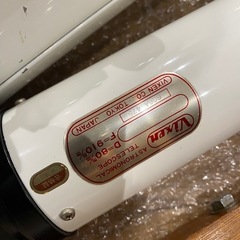 Vixen
ASTRONOMICAL
TELESCOPE
D=80%
F=910%
VIXEN CO. TOKYO JAPAN